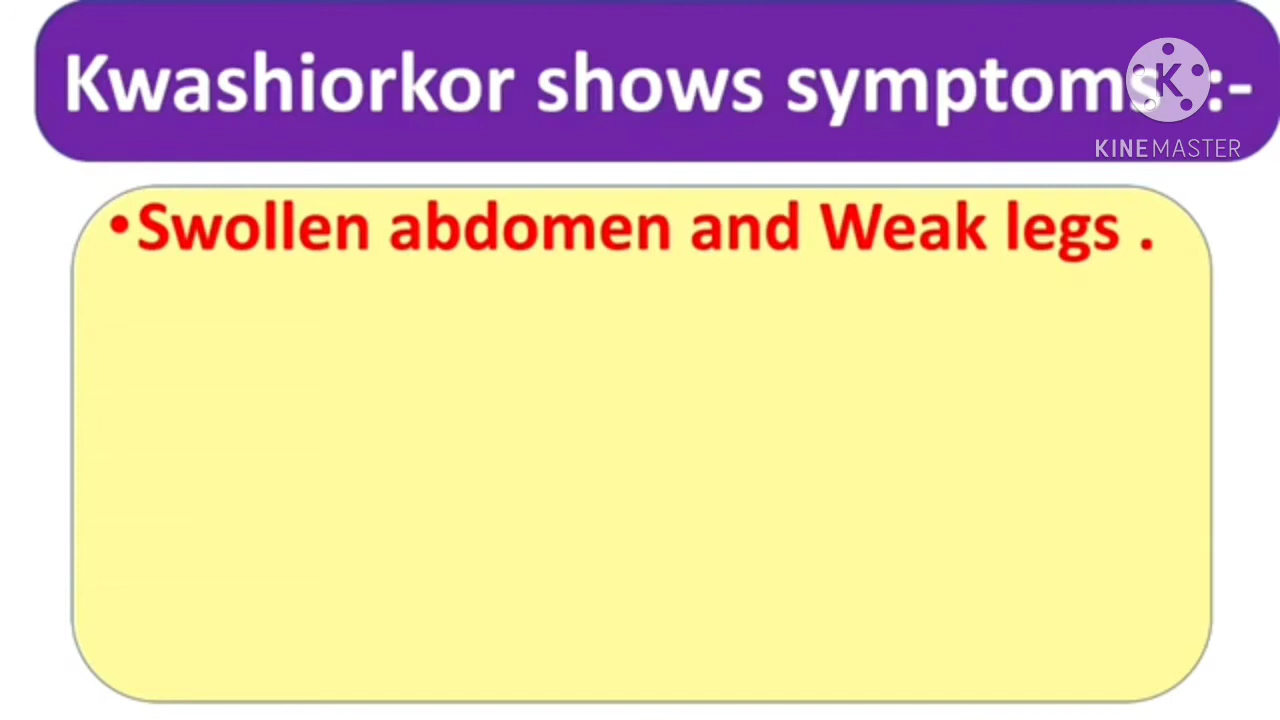 Kwashiorkor shows symptoms :-
KINEMASTER
•Swollen abdomen and Weak legs .